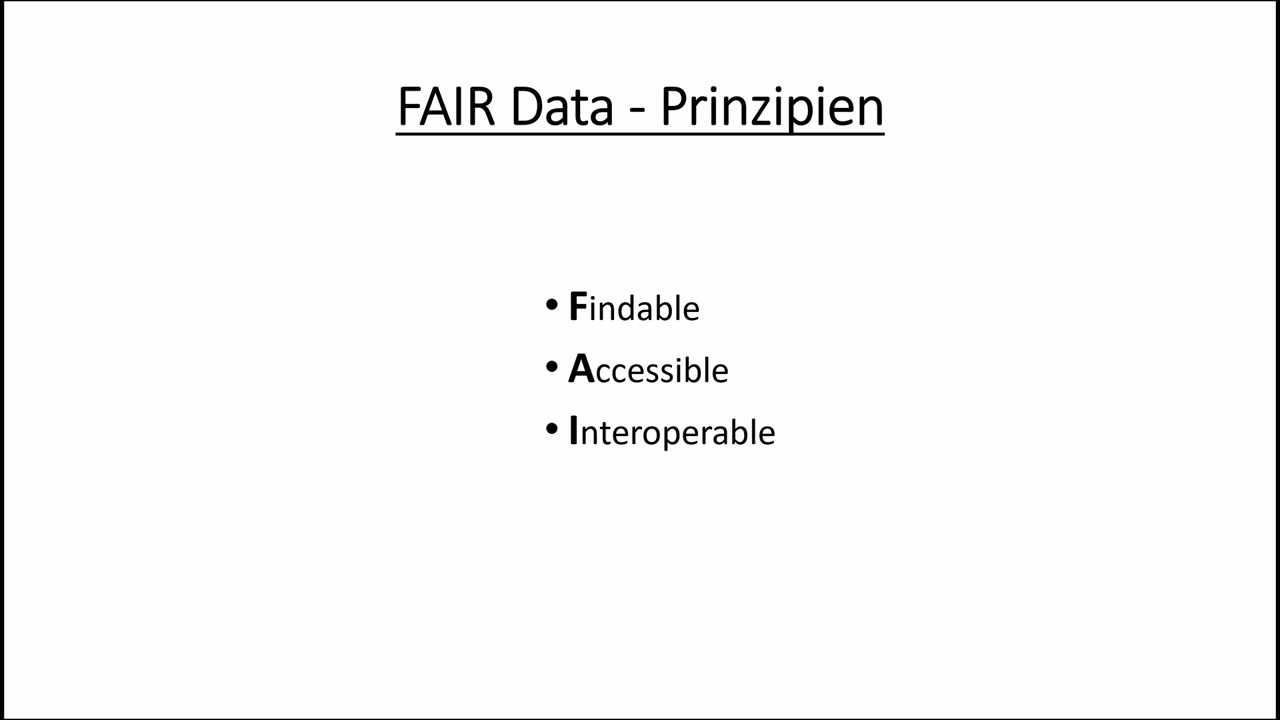 FAIR Data - Prinzipien
• Findable
• Accessible
• Interoperable